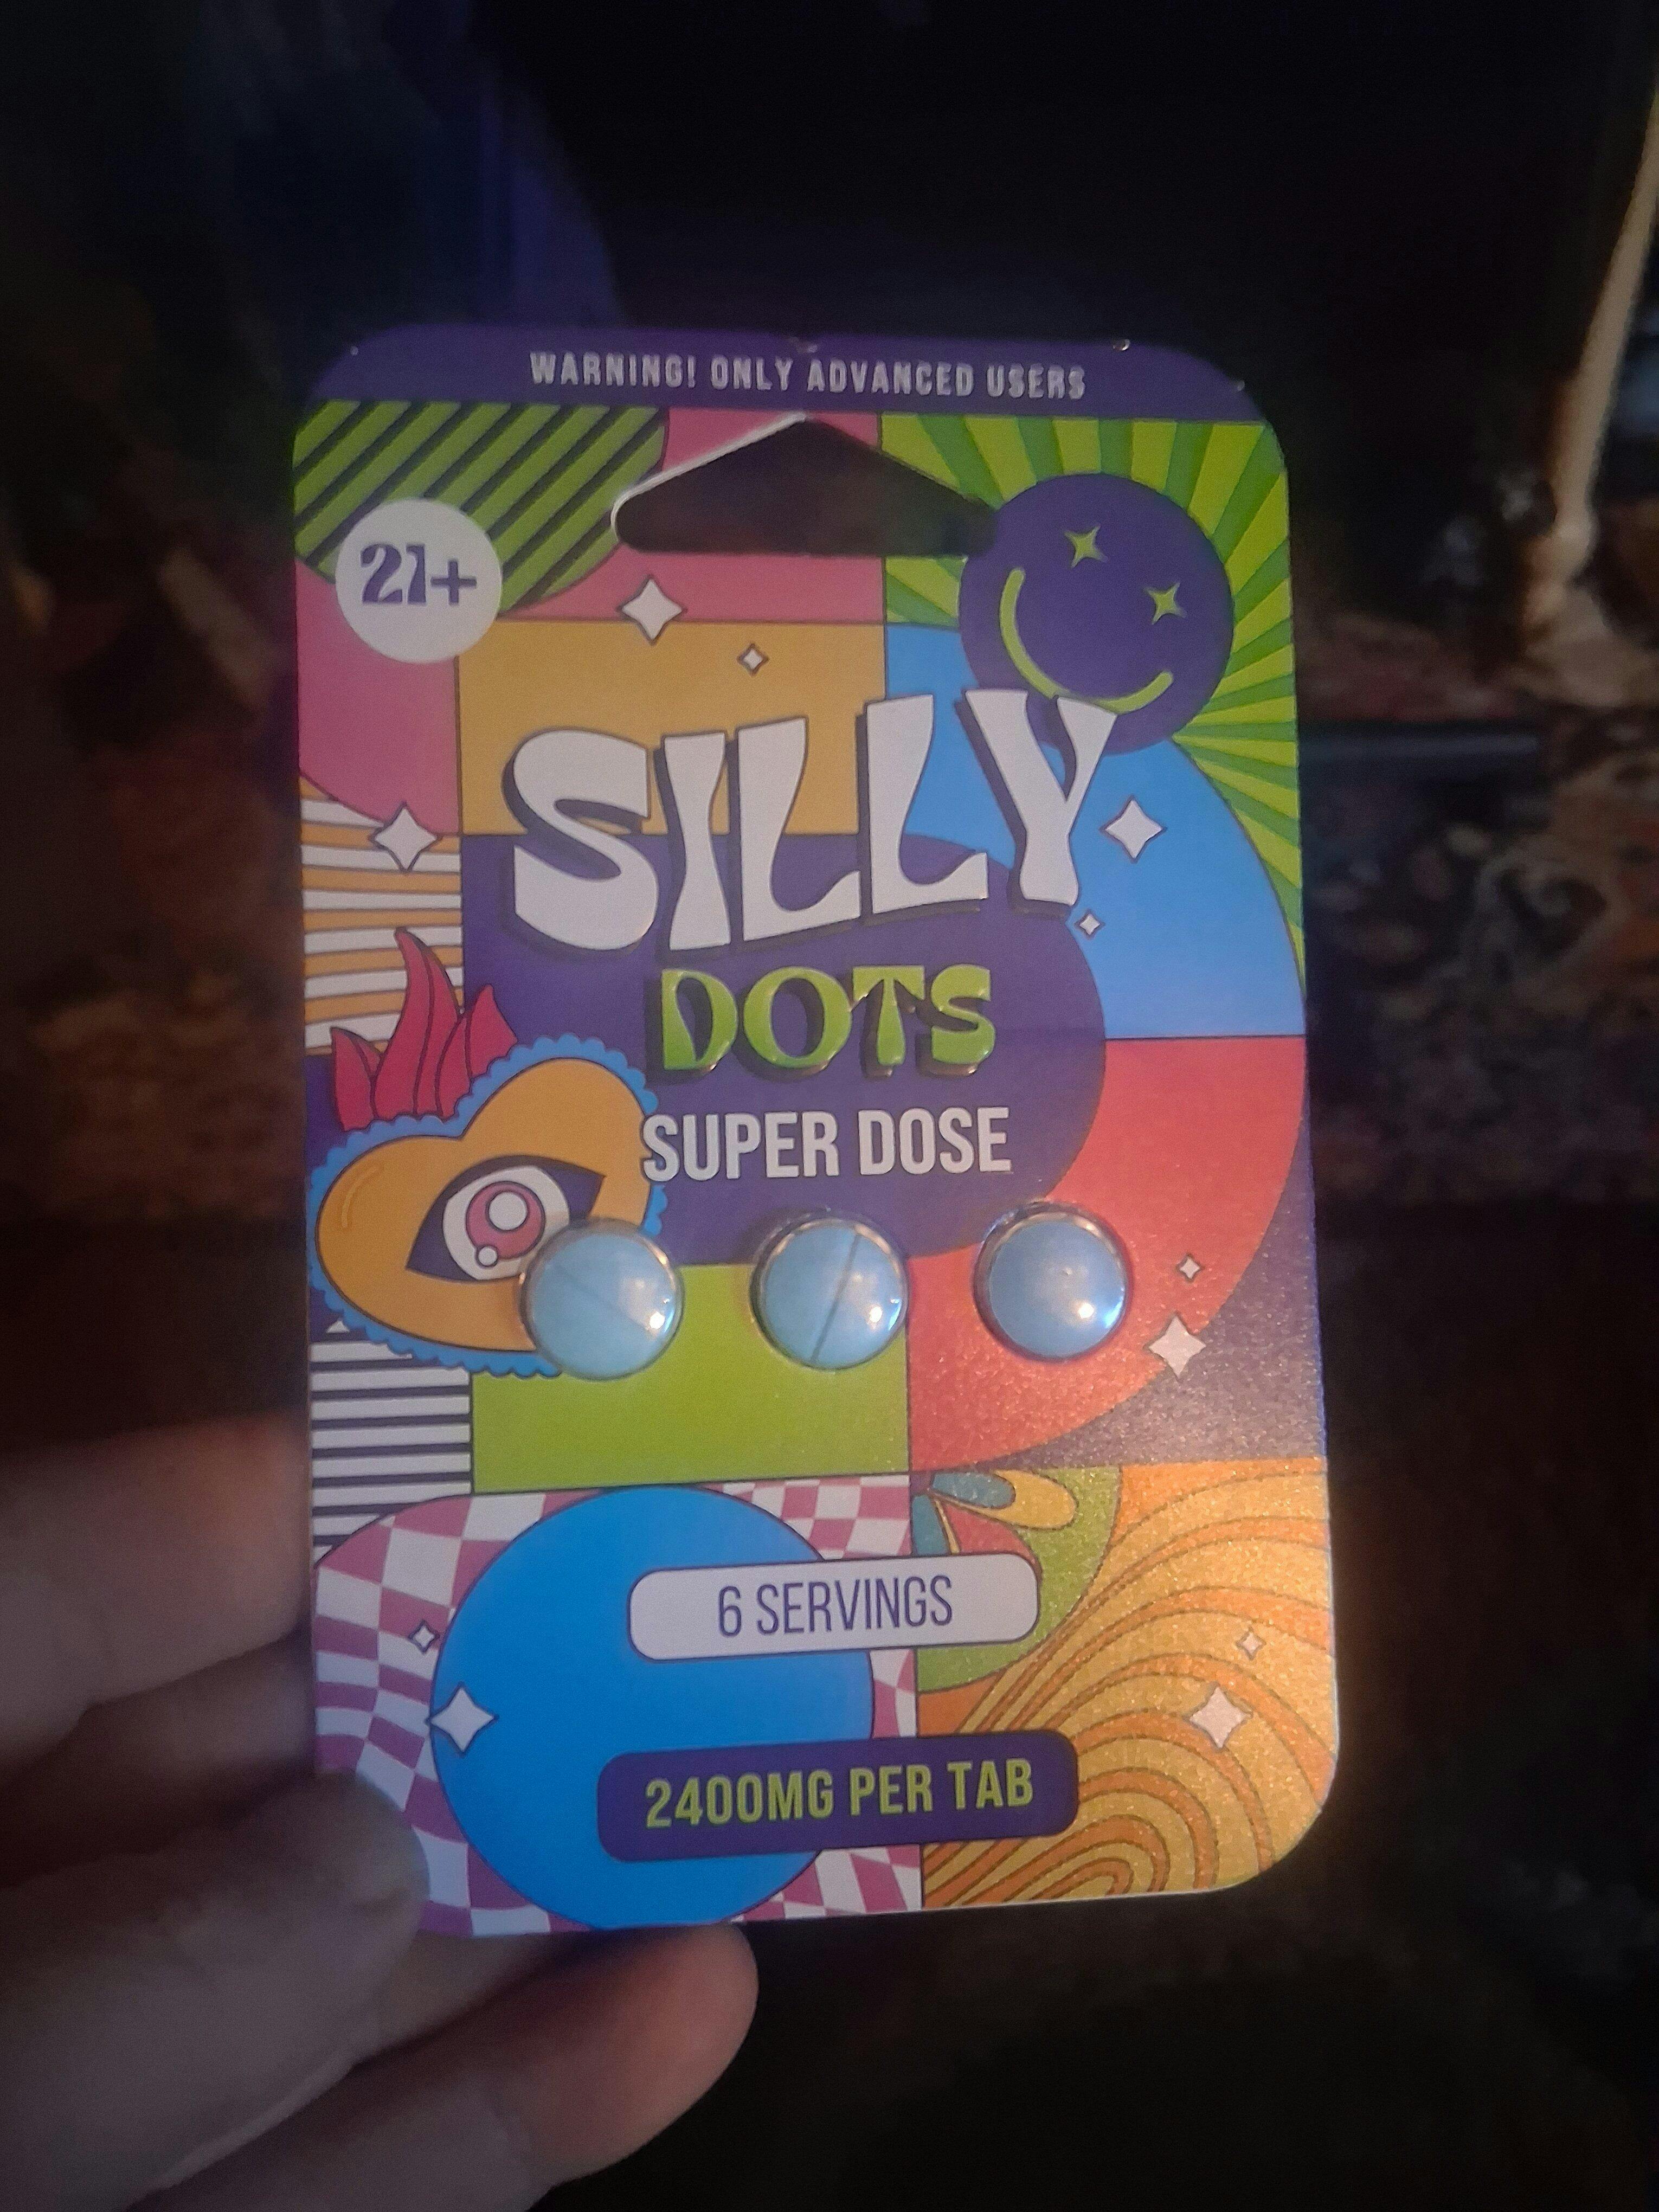 WARNING! ONLY ADVANCED USERS
21+
SILLY
DOTS
SUPER DOSE
6 SERVINGS
2400MG PER TAB